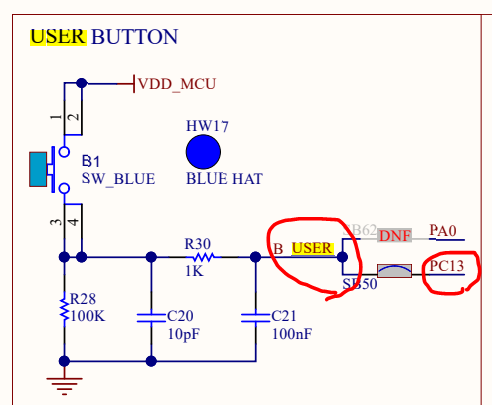 USER BUTTON
VDD_MCU
1
2
HW17
B1
SW_BLUE
BLUE HAT
3
4
SB62
DNF
PA0
R30
B USER
1K
PC13
SB50
R28
100K
C20
10pF
C21
100nF